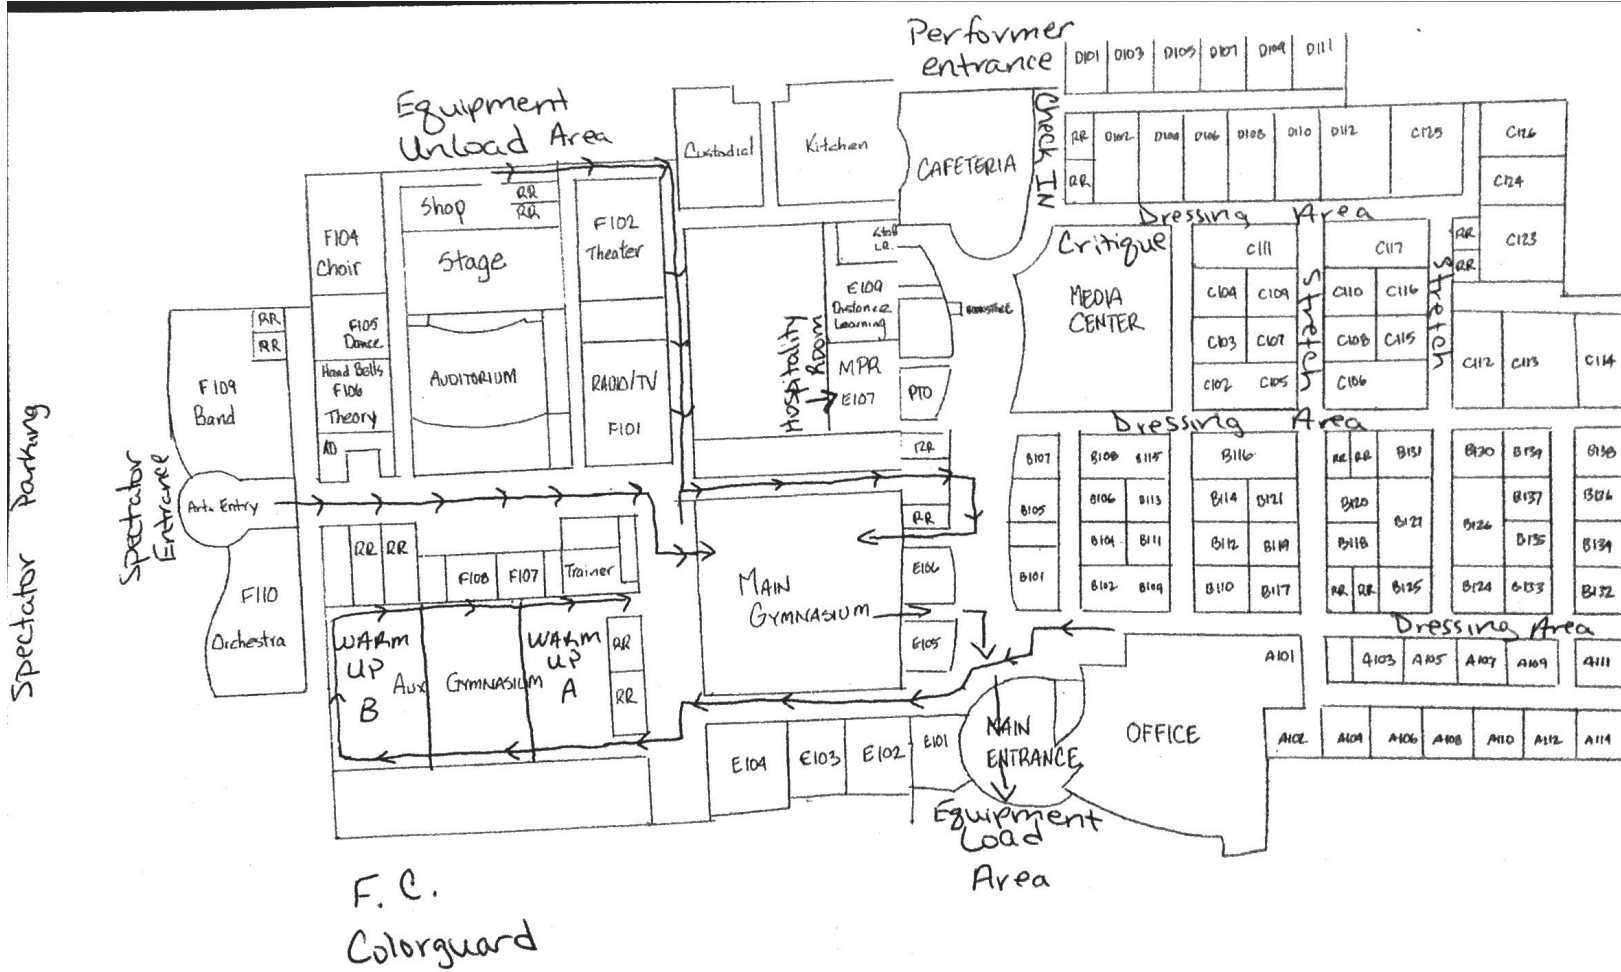 Performer
entrance
D101 D103 D105 D107 D109 D111
Equipment
Unload Area
Check In
Custodial
Kitchen
CAFETERIA
RR D102 D104 D106 D108 D110 D112 C125 C126
RR
C124
Shop
RR
RR
F102
Theater
F104
Choir
Stage
Dressing Area
Critique
Staff
LR.
C111
C117
RR
RR
C123
E109
Distance
Learning
BOOKSTORE
MEDIA
CENTER
C104 C109
C110 C116
C103 C107
C108 C115
C102 C105
C106
Stretch
Stretch
C112 C113 C114
RR
RR
F105
Dance
Hand Bells
F106
Theory
AD
F109
Band
AUDITORIUM
RADIO/TV
F101
Hospitality
Room
MPR
E107
PTO
Dressing Area
Spectator Parking
Spectator
Entrance
Arts Entry
RR
RR
B107
B105
B101
B108 B115
B106 B113
B104 B111
B102 B109
B116
B114 B121
B112 B119
B110 B117
RR RR B131
B120
B127
B118
RR RR B125
B130 B139 B138
B137 B136
B126
B135 B134
B124 B133 B132
RR RR
F108 F107 Trainer
F110
Orchestra
MAIN
GYMNASIUM
E106
E105
WARM
UP
B
AUX GYMNASIUM
WARM
UP
A
RR
RR
Dressing Area
A101
A103 A105 A107 A109 A111
A102 A104 A106 A108 A110 A112 A114
OFFICE
MAIN
ENTRANCE
E104 E103 E102 E101
Equipment
Load
Area
F. C.
Colorguard